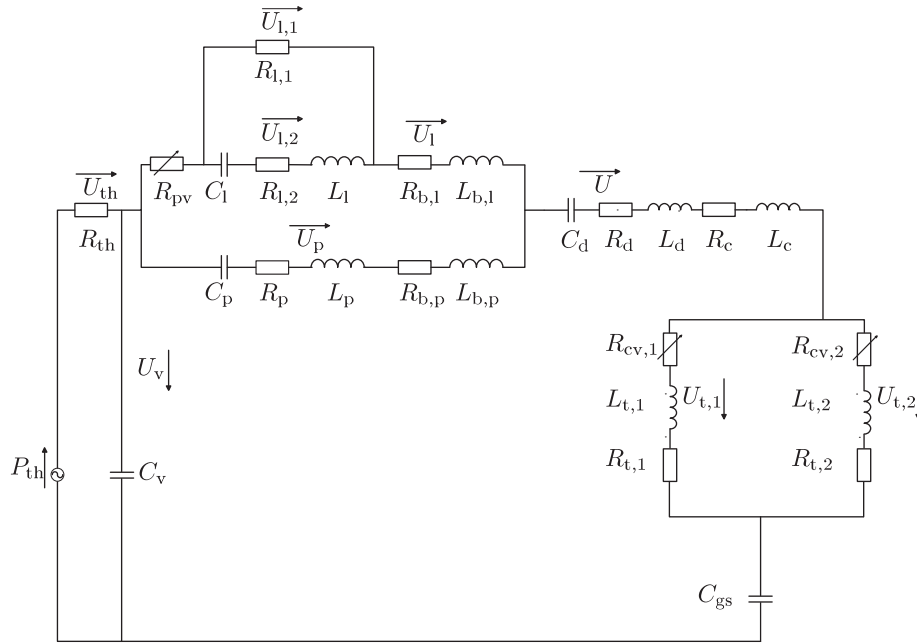 U_{l,1}
R_{l,1}
U_{l,2} U_l
R_{pv} C_l R_{l,2} L_l R_{b,l} L_{b,l}
U_{th} U
R_{th} U_p C_d R_d L_d R_c L_c
C_p R_p L_p R_{b,p} L_{b,p}
R_{cv,1} R_{cv,2}
U_v
L_{t,1} U_{t,1} L_{t,2} U_{t,2}
P_{th} C_v R_{t,1} R_{t,2}
C_{gs}